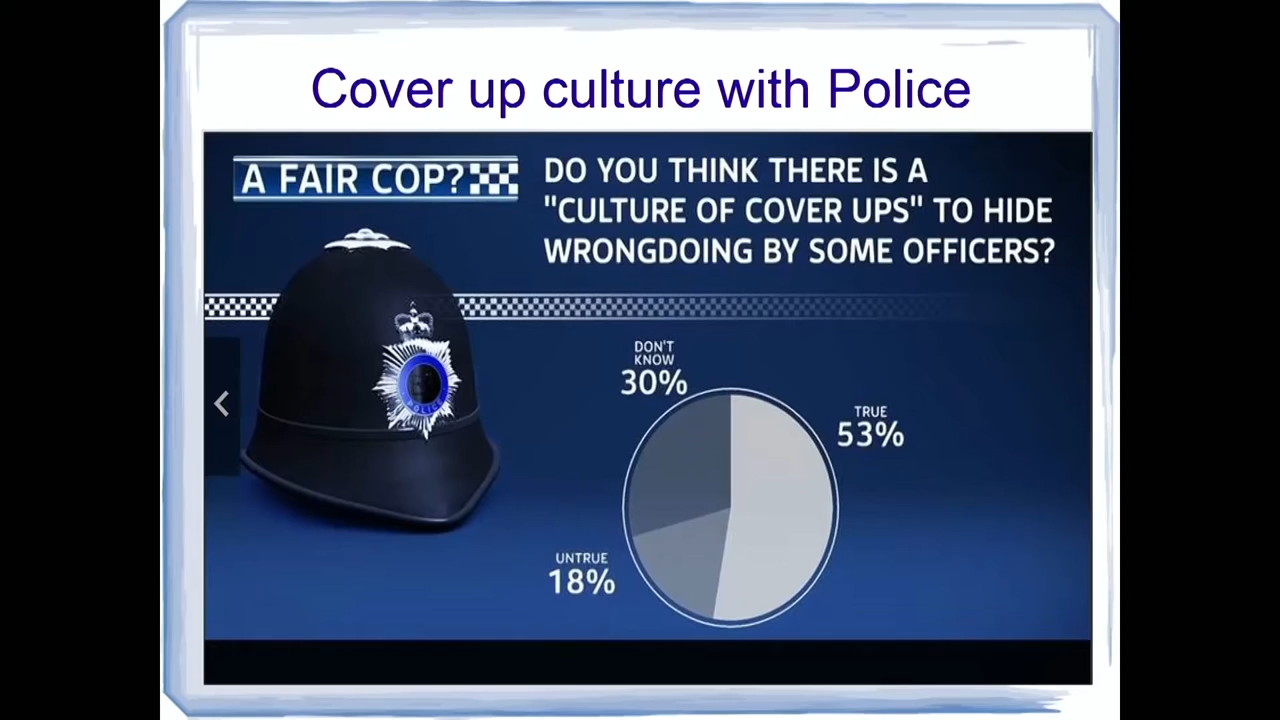 Cover up culture with Police
A FAIR COP?
DO YOU THINK THERE IS A
"CULTURE OF COVER UPS" TO HIDE
WRONGDOING BY SOME OFFICERS?
DON'T
KNOW
30%
TRUE
53%
UNTRUE
18%
POLICE